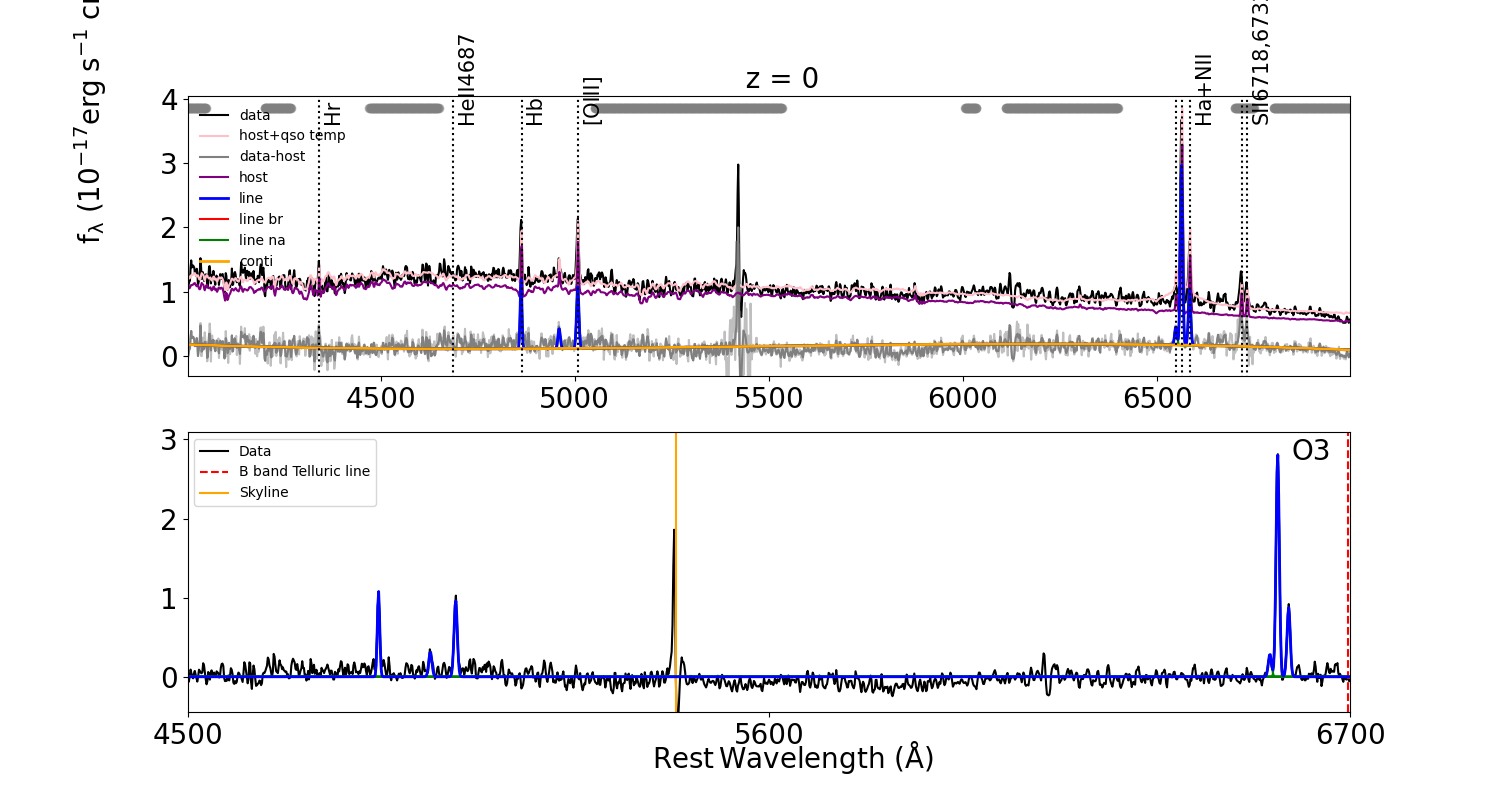 z = 0
f_λ (10^−17 erg s^−1 c
Hr
HeII4687
Hb
[OIII]
Ha+NII
SII6718,673
data
host+qso temp
data-host
host
line
line br
line na
conti
4
3
2
1
0
4500
5000
5500
6000
6500
O3
Data
B band Telluric line
Skyline
3
2
1
0
4500
5600
6700
Rest Wavelength (Å)